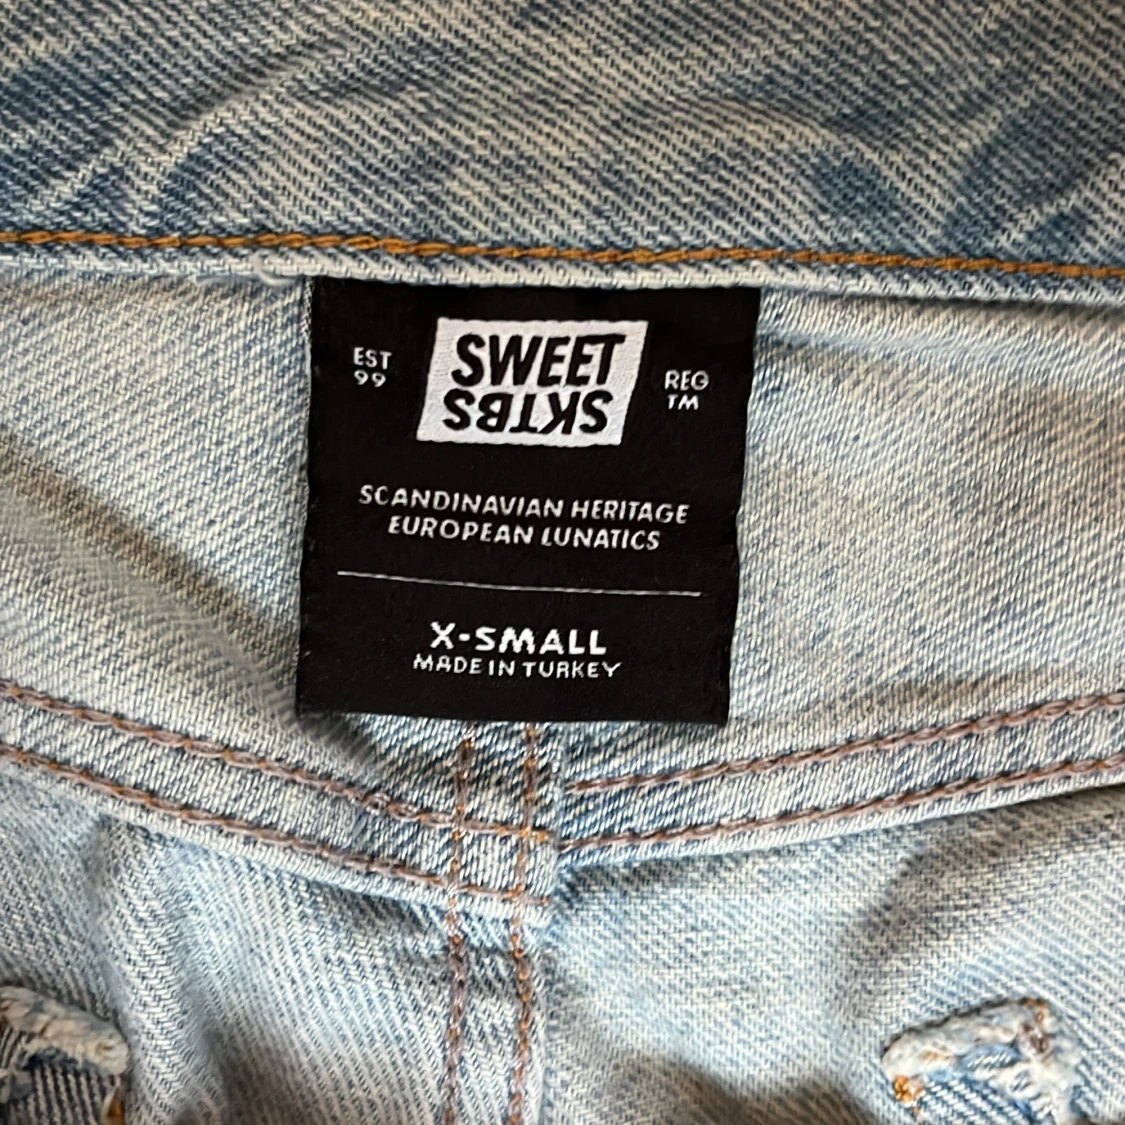 EST
99
SWEET
SKTBS
REG
TM
SCANDINAVIAN HERITAGE
EUROPEAN LUNATICS
X-SMALL
MADE IN TURKEY